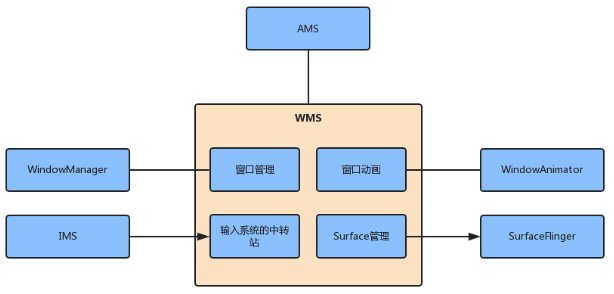 AMS
WMS
WindowManager
窗口管理
窗口动画
WindowAnimator
IMS
输入系统的中转
站
Surface管理
SurfaceFlinger